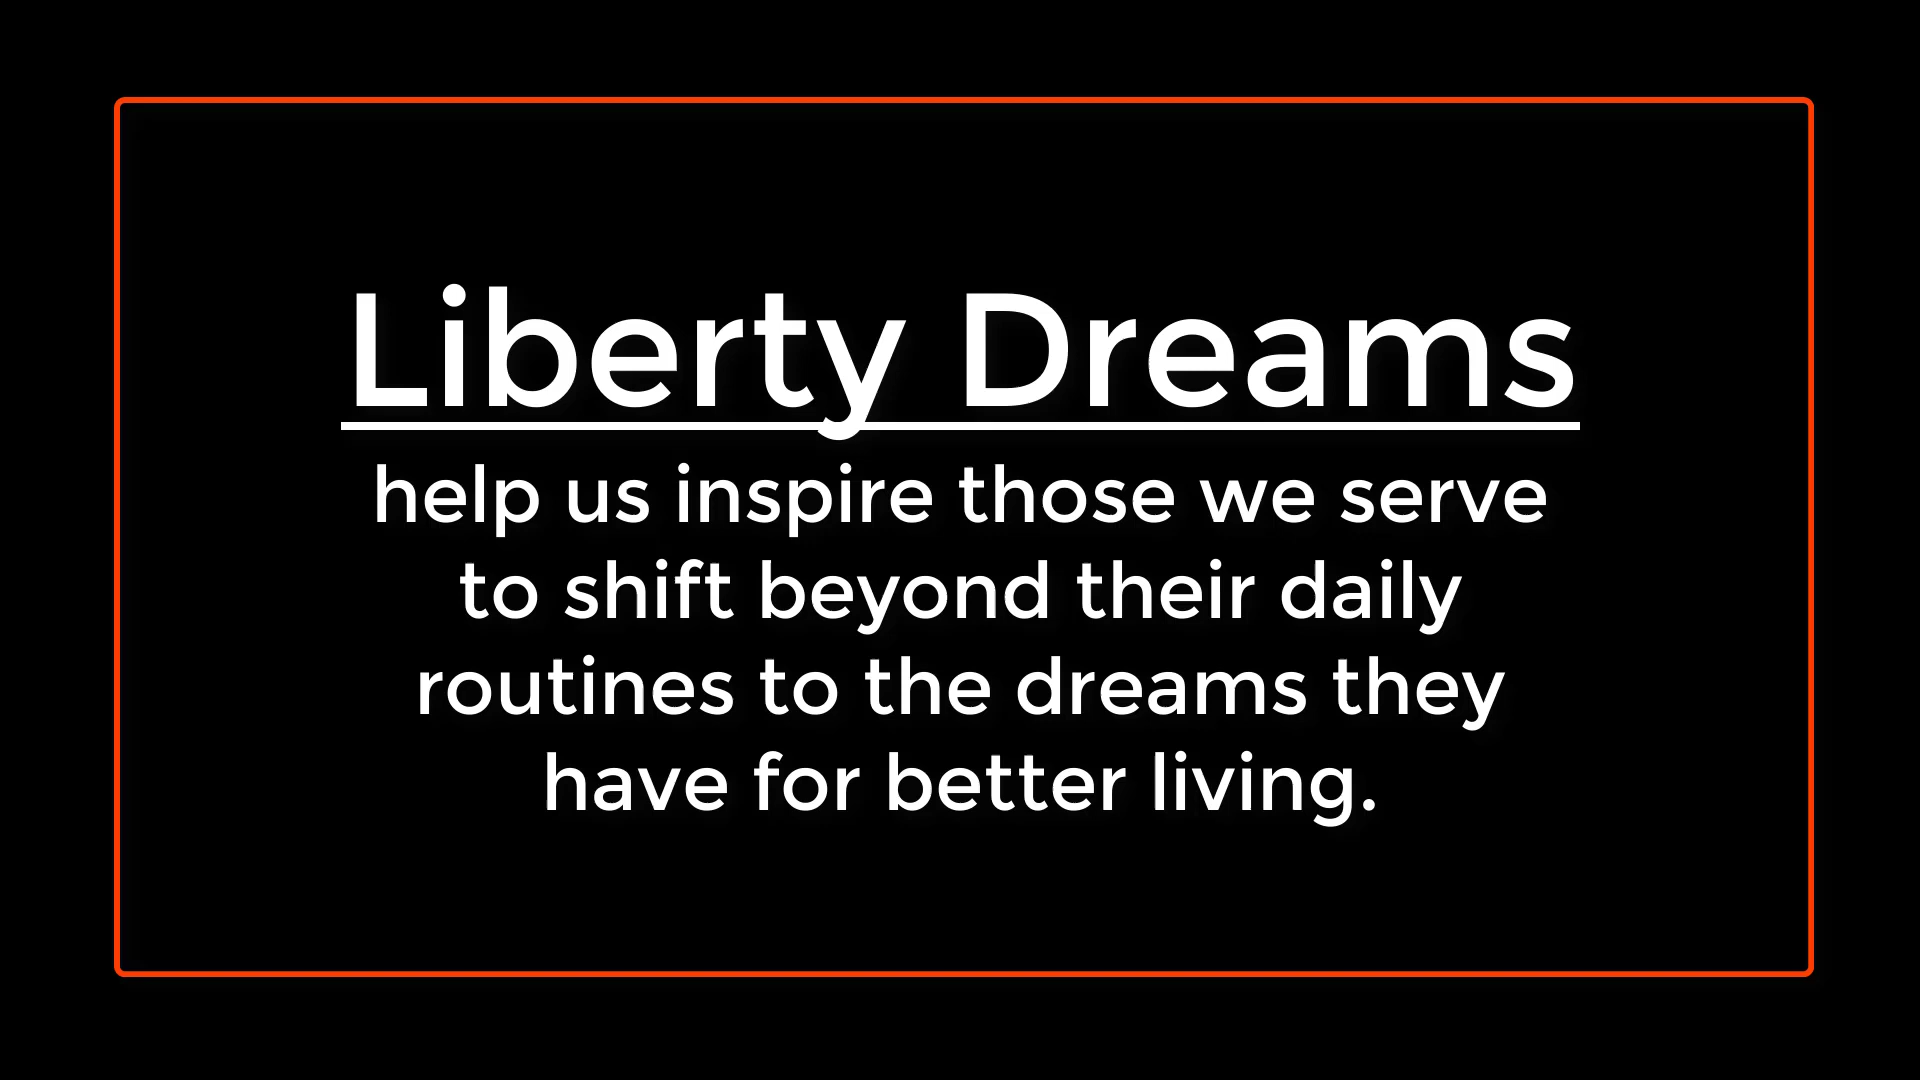 Liberty Dreams
help us inspire those we serve
to shift beyond their daily
routines to the dreams they
have for better living.